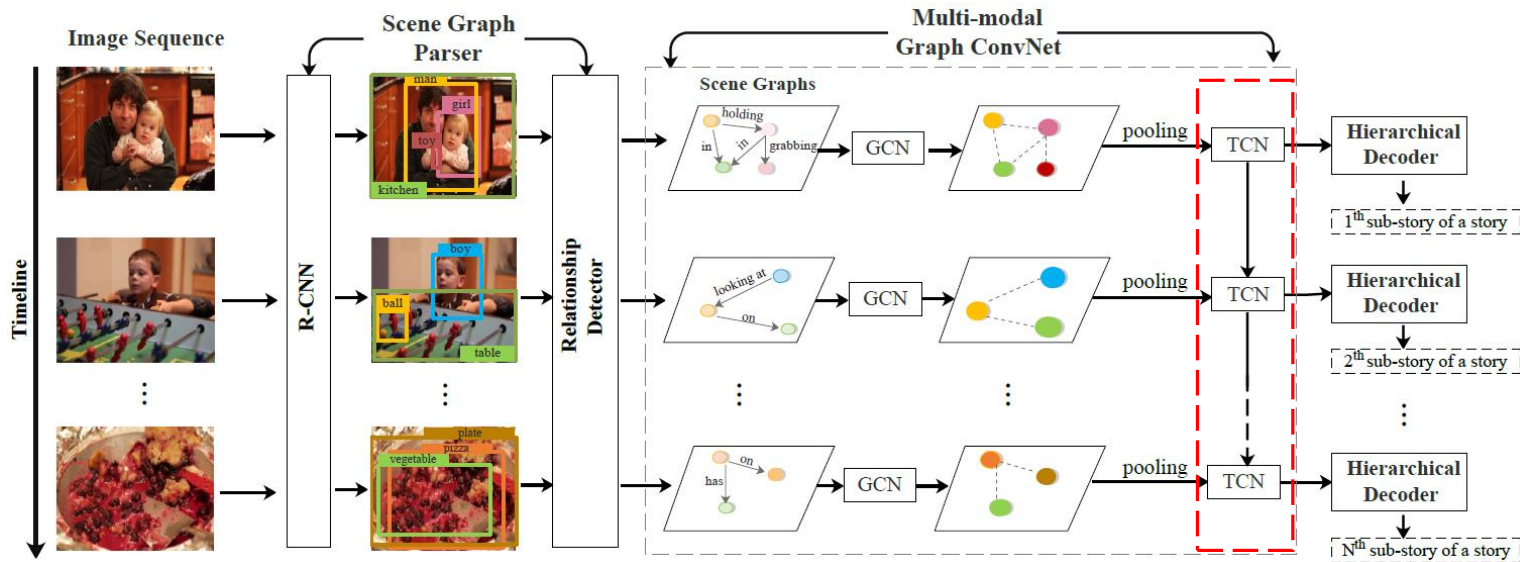 Image Sequence
Scene Graph
Parser
Multi-modal
Graph ConvNet
Timeline
R-CNN
Relationship
Detector
Scene Graphs
man
girl
toy
kitchen
holding
in
in
grabbing
GCN
pooling
TCN
Hierarchical
Decoder
1th sub-story of a story
boy
ball
table
looking at
on
GCN
pooling
TCN
Hierarchical
Decoder
2th sub-story of a story
plate
pizza
vegetable
on
has
GCN
pooling
TCN
Hierarchical
Decoder
Nth sub-story of a story